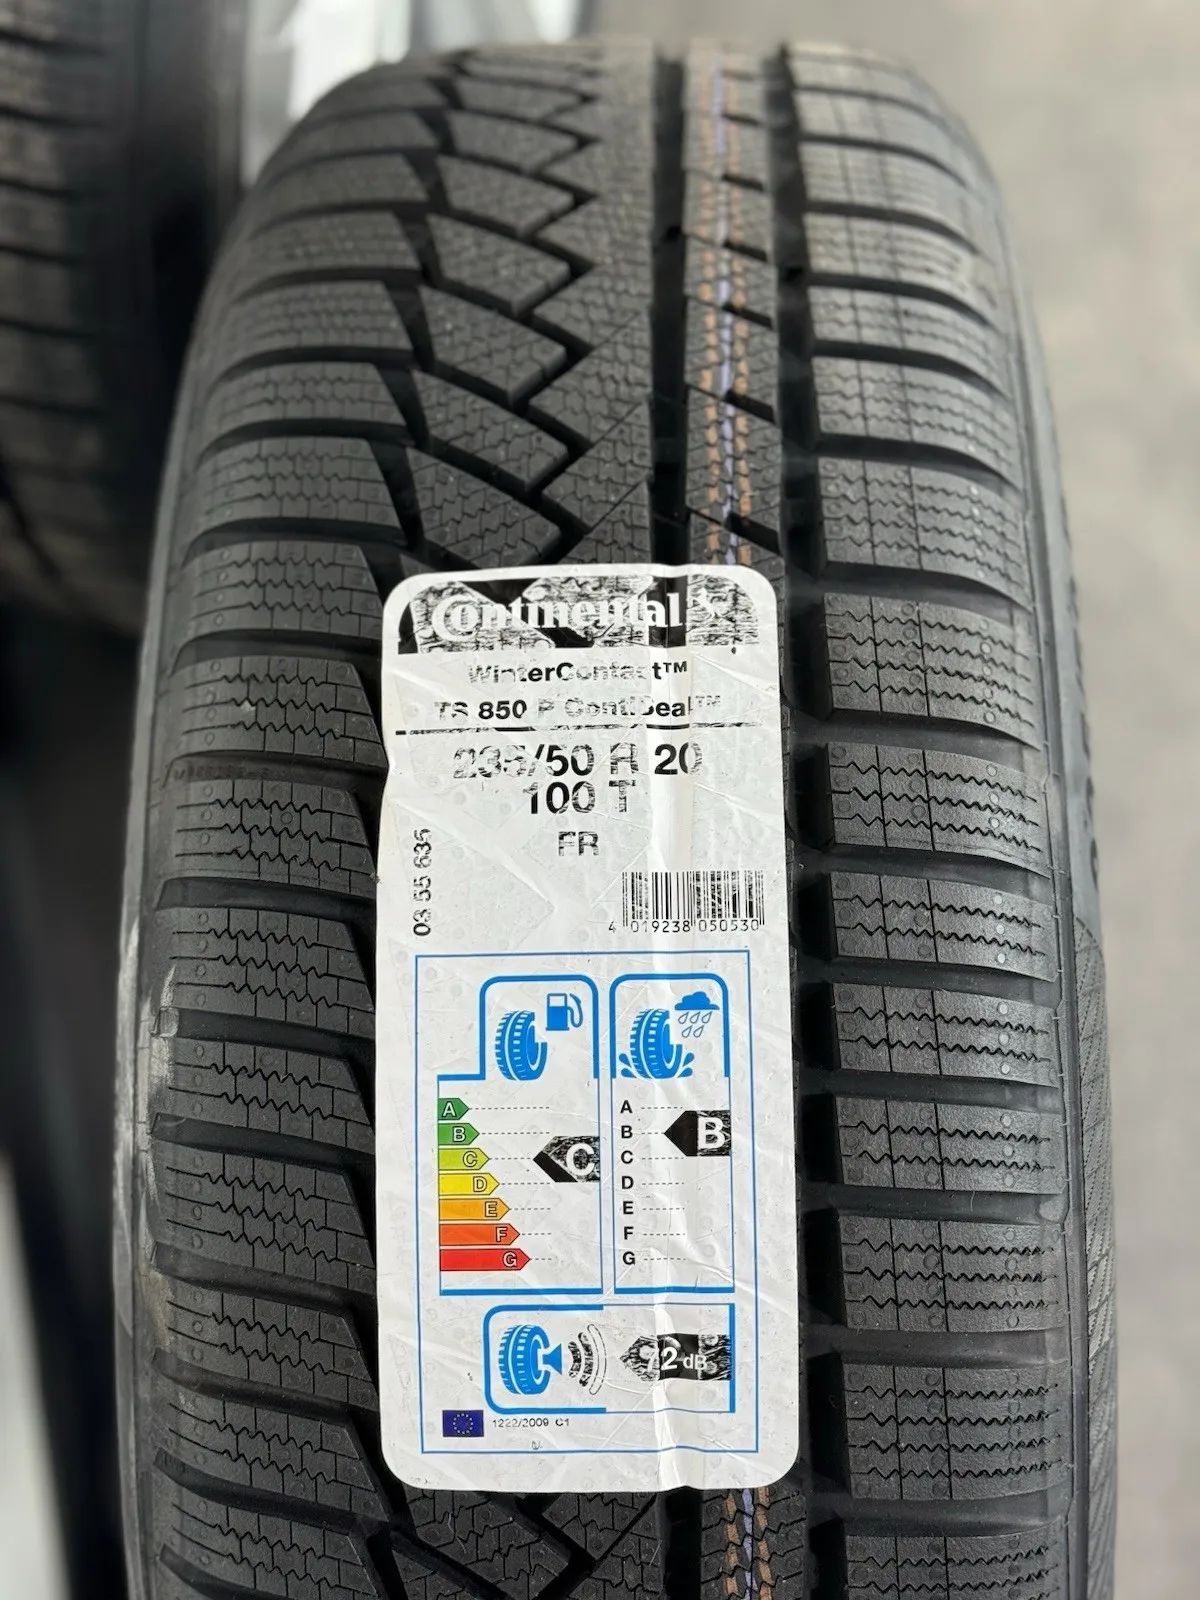 Continental
WinterContact™
TS 850 P ContiSeal™
235/50 R 20
100 T
FR
03 55 635
4 019238 050530
A
B
C
D
E
F
G
C
A
B
C
D
E
F
G
B
72 dB
1222/2009 C1